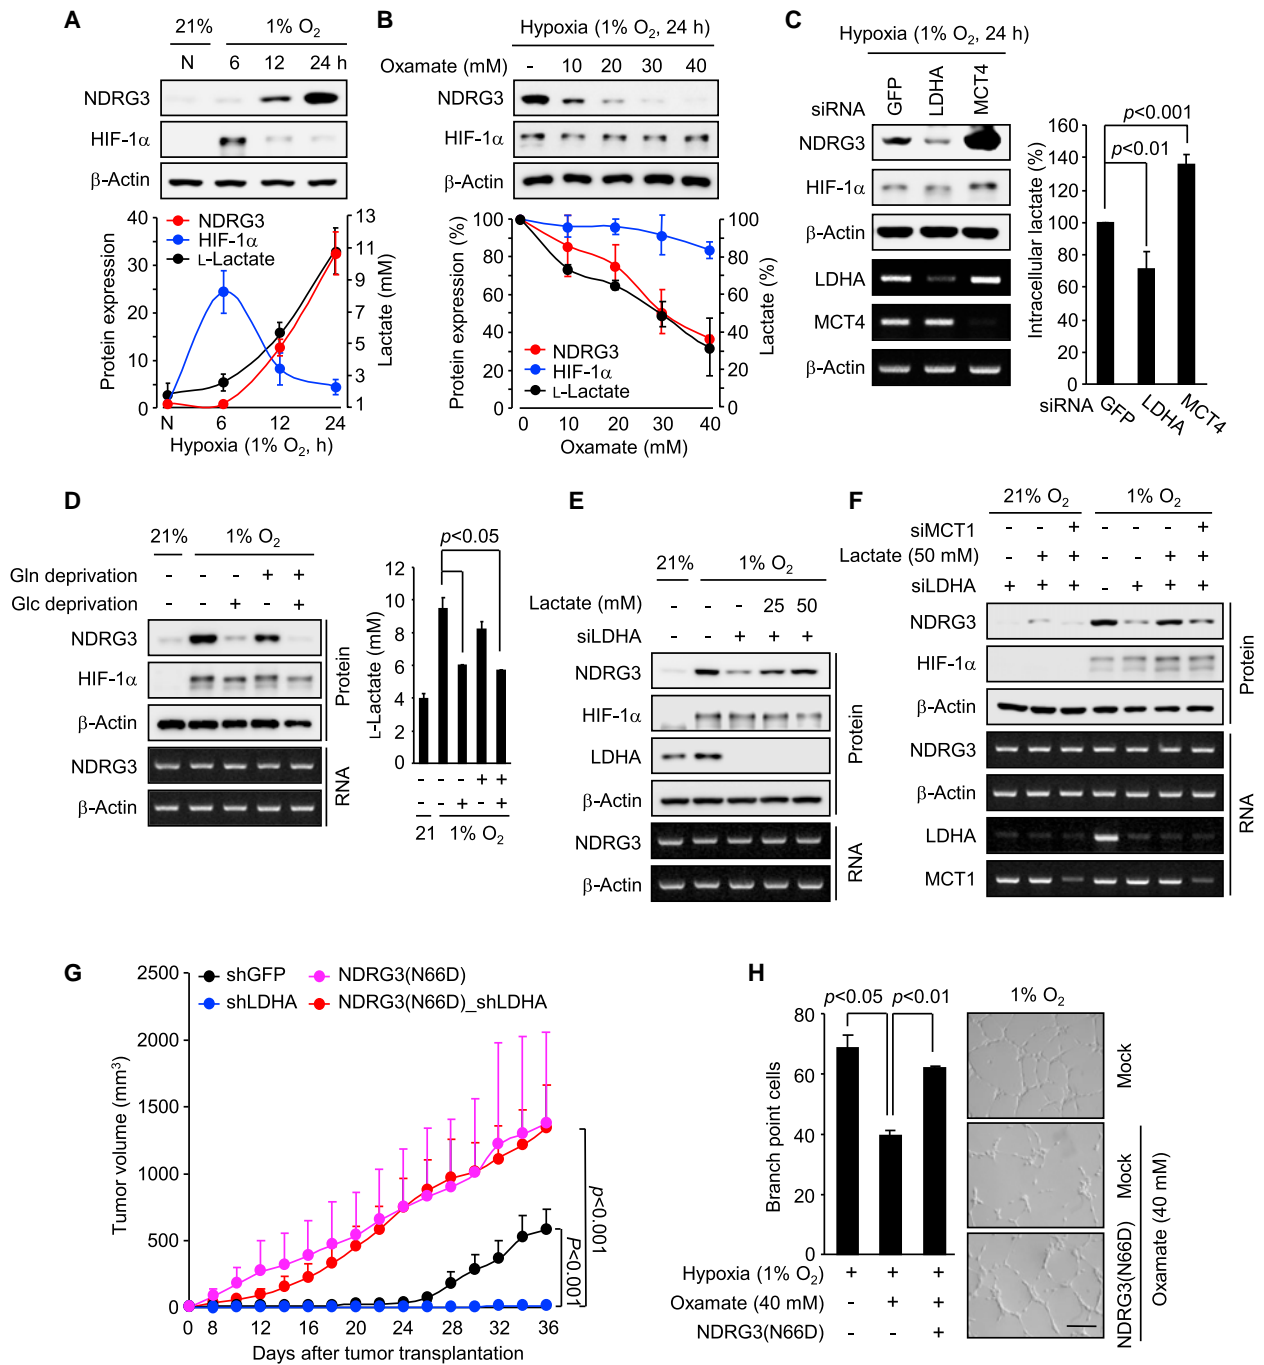 A
21% 1% O2
N 6 12 24 h
NDRG3
HIF-1α
β-Actin
40
30
20
10
0
Protein expression
NDRG3
HIF-1α
L-Lactate
13
11
9
7
5
3
1
Lactate (mM)
N 6 12 24
Hypoxia (1% O2, h)
B
Hypoxia (1% O2, 24 h)
Oxamate (mM) - 10 20 30 40
NDRG3
HIF-1α
β-Actin
100
80
60
40
20
0
Protein expression (%)
NDRG3
HIF-1α
L-Lactate
100
80
60
40
20
0
Lactate (%)
0 10 20 30 40
Oxamate (mM)
C
Hypoxia (1% O2, 24 h)
siRNA GFP LDHA MCT4
NDRG3
HIF-1α
β-Actin
LDHA
MCT4
β-Actin
p<0.001
p<0.01
160
140
120
100
80
60
40
20
0
Intracellular lactate (%)
siRNA GFP LDHA MCT4
D
21% 1% O2
Gln deprivation - - - + +
Glc deprivation - - + - +
NDRG3
HIF-1α
β-Actin
Protein
NDRG3
β-Actin
RNA
p<0.05
12
10
8
6
4
2
0
L-Lactate (mM)
- - - + +
- - + - +
21 1% O2
E
21% 1% O2
Lactate (mM) - - - 25 50
siLDHA - - + + +
NDRG3
HIF-1α
LDHA
β-Actin
Protein
NDRG3
β-Actin
RNA
F
21% O2 1% O2
siMCT1 - - + - - - +
Lactate (50 mM) - + + - - + +
siLDHA + + + - + + +
NDRG3
HIF-1α
β-Actin
Protein
NDRG3
β-Actin
LDHA
MCT1
RNA
G
2500
2000
1500
1000
500
0
Tumor volume (mm3)
shGFP NDRG3(N66D)
shLDHA NDRG3(N66D)_shLDHA
p<0.001
P<0.001
0 8 12 16 20 24 28 32 36
Days after tumor transplantation
H
p<0.05 p<0.01
80
60
40
20
0
Branch point cells
Hypoxia (1% O2) + + +
Oxamate (40 mM) - + +
NDRG3(N66D) - - +
1% O2
Mock
Mock
NDRG3(N66D)
Oxamate (40 mM)